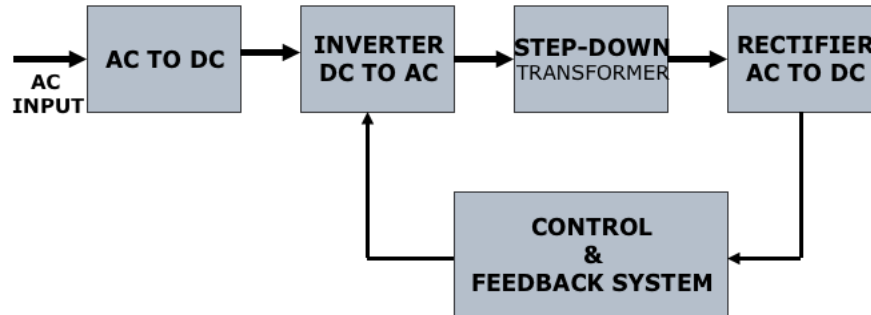 AC
INPUT
AC TO DC
INVERTER
DC TO AC
STEP-DOWN
TRANSFORMER
RECTIFIER
AC TO DC
CONTROL
&
FEEDBACK SYSTEM